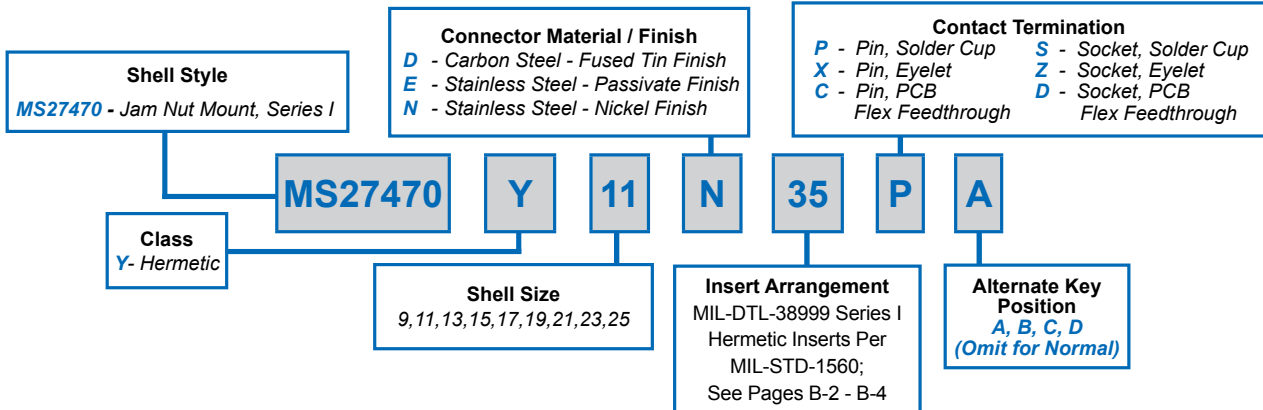 Shell Style
MS27470 - Jam Nut Mount, Series I
Connector Material / Finish
D - Carbon Steel - Fused Tin Finish
E - Stainless Steel - Passivate Finish
N - Stainless Steel - Nickel Finish
Contact Termination
P - Pin, Solder Cup
X - Pin, Eyelet
C - Pin, PCB
Flex Feedthrough
S - Socket, Solder Cup
Z - Socket, Eyelet
D - Socket, PCB
Flex Feedthrough
MS27470 Y 11 N 35 P A
Class
Y- Hermetic
Shell Size
9,11,13,15,17,19,21,23,25
Insert Arrangement
MIL-DTL-38999 Series I
Hermetic Inserts Per
MIL-STD-1560;
See Pages B-2 - B-4
Alternate Key
Position
A, B, C, D
(Omit for Normal)